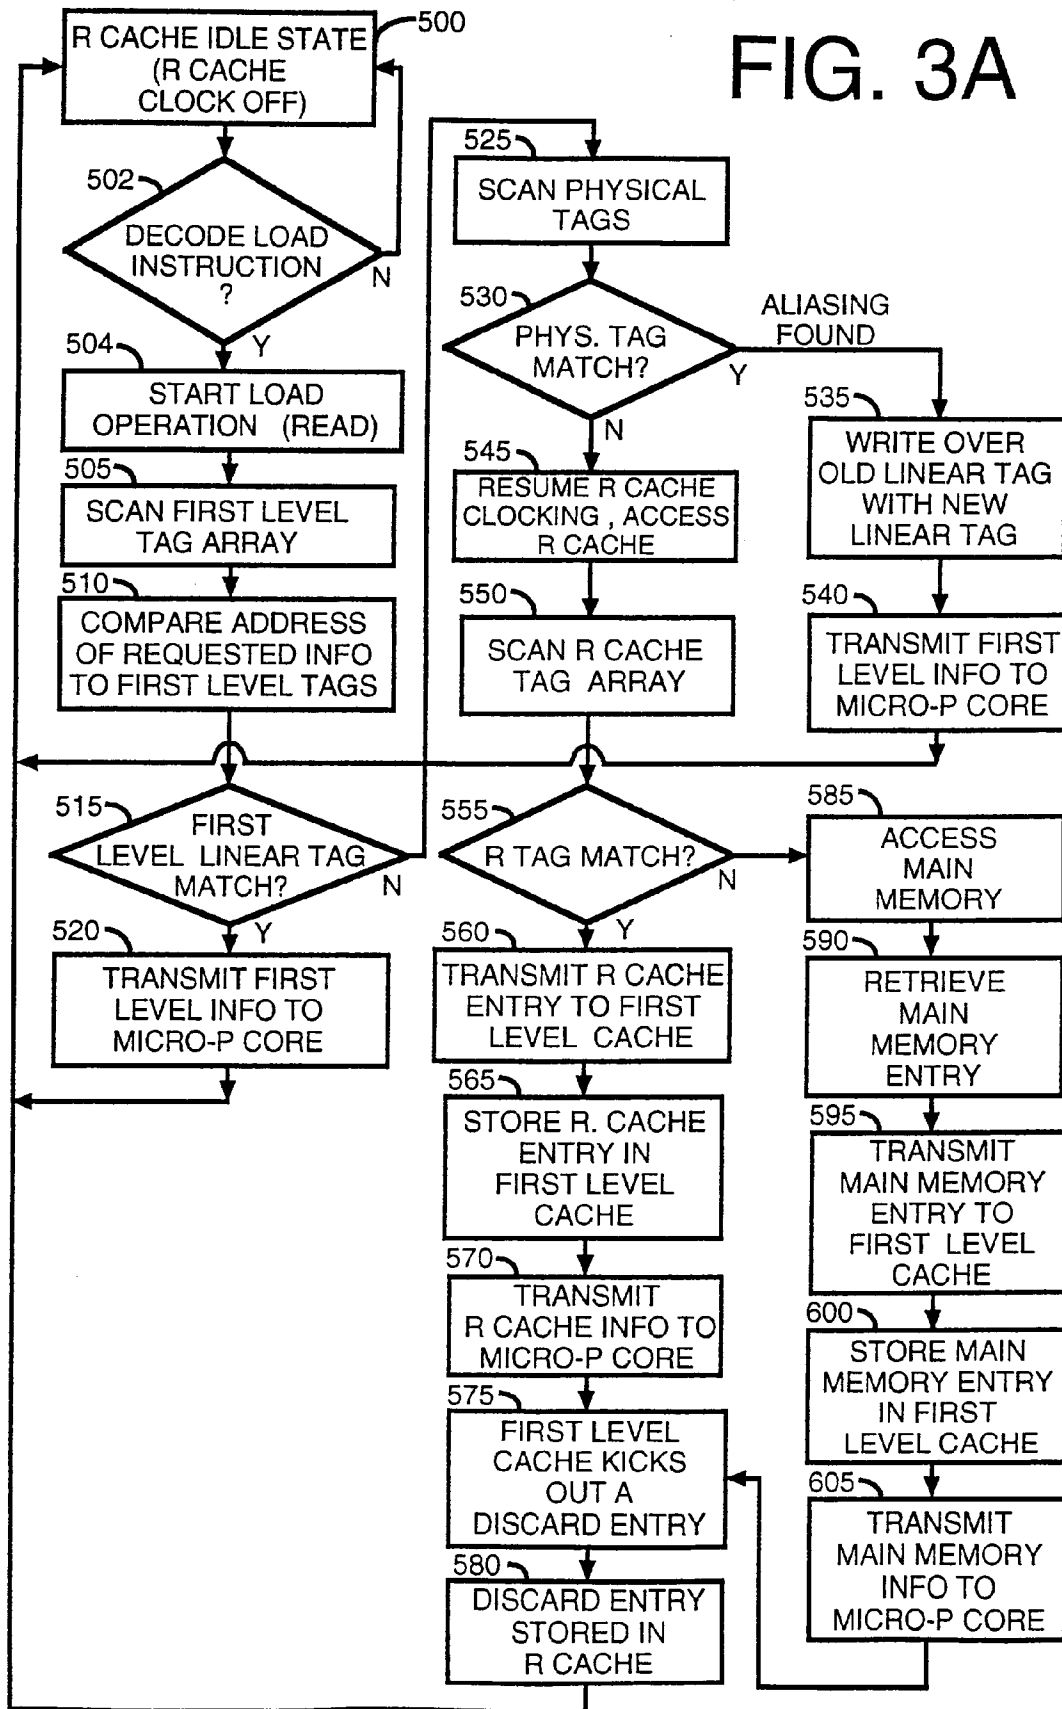 FIG. 3A
500
R CACHE IDLE STATE
(R CACHE
CLOCK OFF)
502
DECODE LOAD
INSTRUCTION
?
N
Y
504
START LOAD
OPERATION (READ)
505
SCAN FIRST LEVEL
TAG ARRAY
510
COMPARE ADDRESS
OF REQUESTED INFO
TO FIRST LEVEL TAGS
515
FIRST
LEVEL LINEAR TAG
MATCH?
N
Y
520
TRANSMIT FIRST
LEVEL INFO TO
MICRO-P CORE
525
SCAN PHYSICAL
TAGS
530
PHYS. TAG
MATCH?
Y
N
ALIASING
FOUND
535
WRITE OVER
OLD LINEAR TAG
WITH NEW
LINEAR TAG
540
TRANSMIT FIRST
LEVEL INFO TO
MICRO-P CORE
545
RESUME R CACHE
CLOCKING , ACCESS
R CACHE
550
SCAN R CACHE
TAG ARRAY
555
R TAG MATCH?
N
Y
560
TRANSMIT R CACHE
ENTRY TO FIRST
LEVEL CACHE
565
STORE R. CACHE
ENTRY IN
FIRST LEVEL
CACHE
570
TRANSMIT
R CACHE INFO TO
MICRO-P CORE
575
FIRST LEVEL
CACHE KICKS
OUT A
DISCARD ENTRY
580
DISCARD ENTRY
STORED IN
R CACHE
585
ACCESS
MAIN
MEMORY
590
RETRIEVE
MAIN
MEMORY
ENTRY
595
TRANSMIT
MAIN MEMORY
ENTRY TO
FIRST LEVEL
CACHE
600
STORE MAIN
MEMORY ENTRY
IN FIRST
LEVEL CACHE
605
TRANSMIT
MAIN MEMORY
INFO TO
MICRO-P CORE